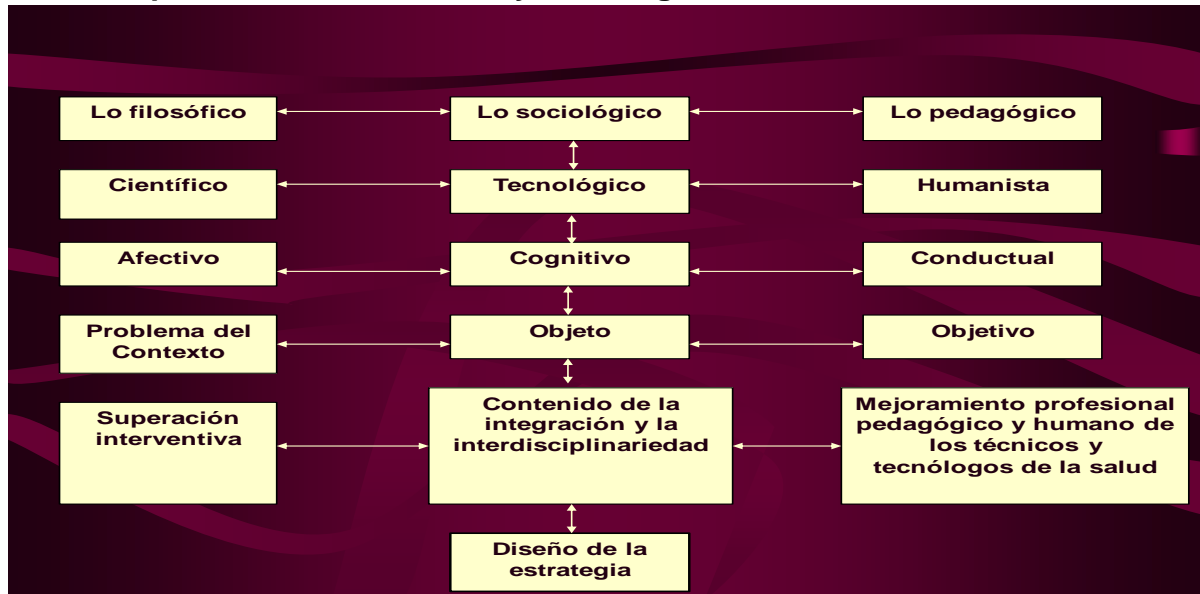 Lo filosófico
Lo sociológico
Lo pedagógico
Científico
Tecnológico
Humanista
Afectivo
Cognitivo
Conductual
Problema del
Contexto
Objeto
Objetivo
Superación
interventiva
Contenido de la
integración y la
interdisciplinariedad
Mejoramiento profesional
pedagógico y humano de
los técnicos y
tecnólogos de la salud
Diseño de la
estrategia